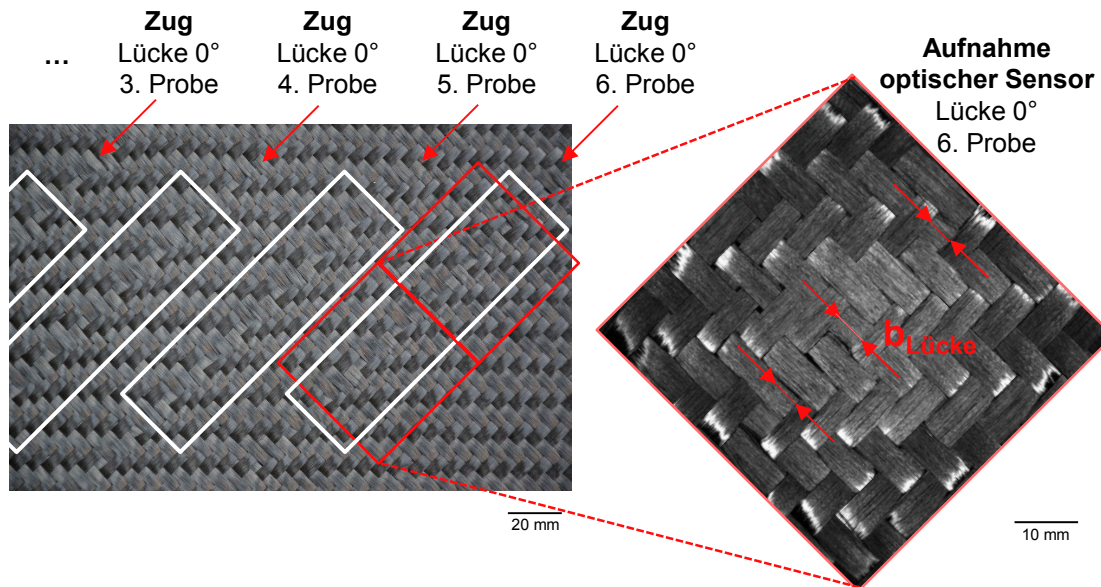 ...
Zug
Lücke 0°
3. Probe
Zug
Lücke 0°
4. Probe
Zug
Lücke 0°
5. Probe
Zug
Lücke 0°
6. Probe
Aufnahme
optischer Sensor
Lücke 0°
6. Probe
bLücke
20 mm
10 mm